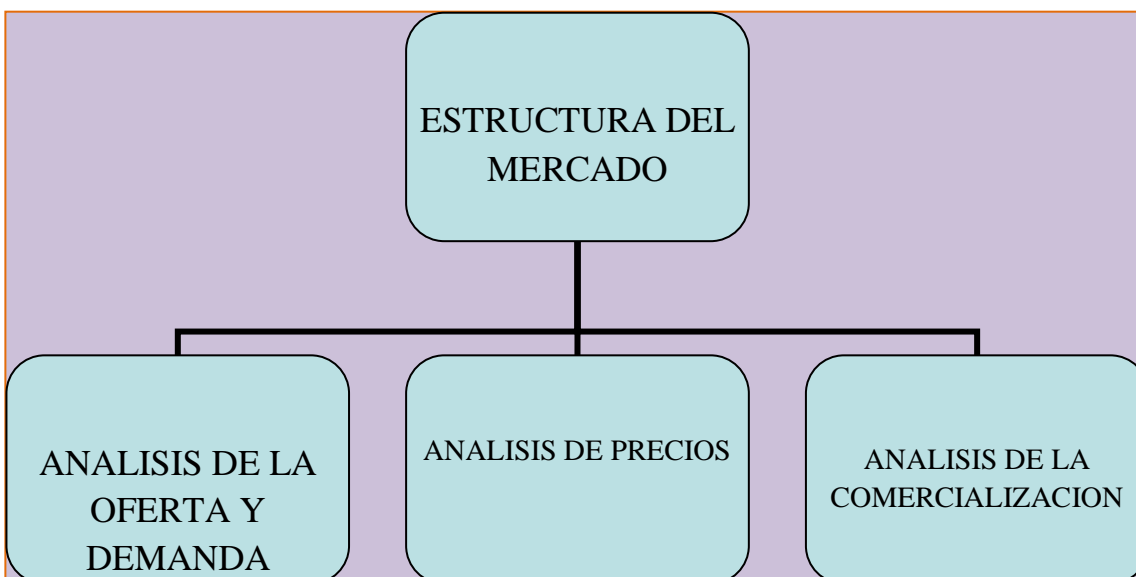 ESTRUCTURA DEL
MERCADO
ANALISIS DE LA
OFERTA Y
DEMANDA
ANALISIS DE PRECIOS
ANALISIS DE LA
COMERCIALIZACION